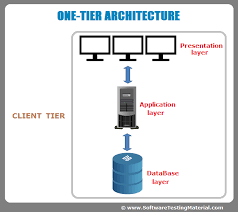 ONE-TIER ARCHITECTURE
Presentation
layer
Application
layer
CLIENT TIER
DataBase
layer
© www.SoftwareTestingMaterial.com